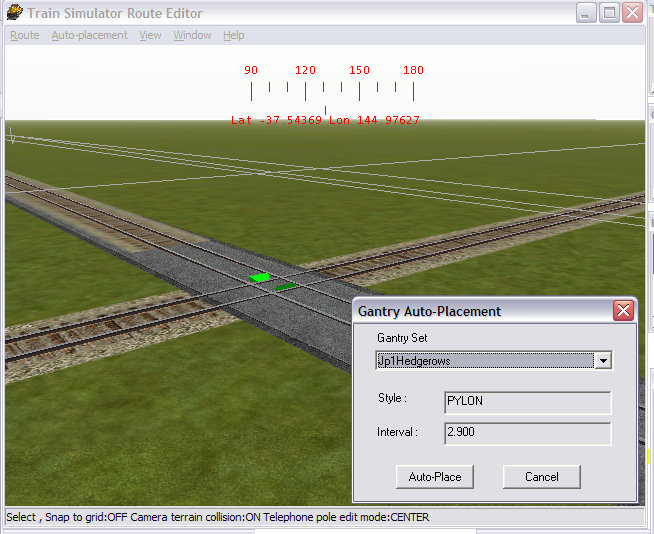 Train Simulator Route Editor
Route Auto-placement View Window Help
90 120 150 180
Lat -37.54369 Lon 144.97627
Gantry Auto-Placement
Gantry Set
Jp1Hedgerows
Style : PYLON
Interval : 2.900
Auto-Place Cancel
Select , Snap to grid:OFF Camera terrain collision:ON Telephone pole edit mode:CENTER